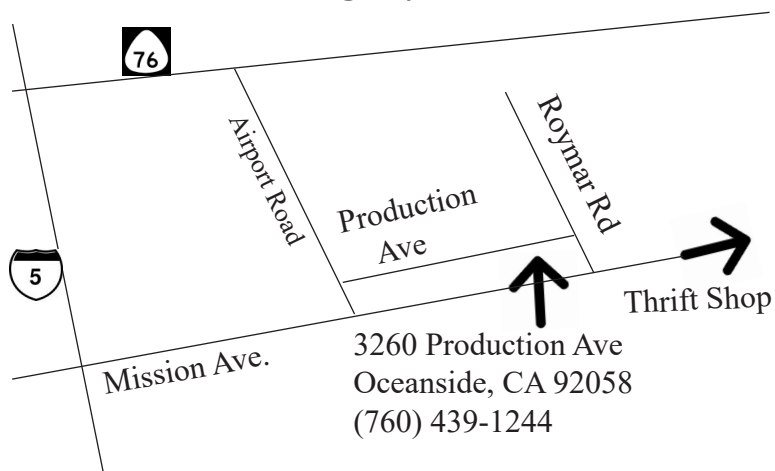 76
Airport Road
Roymar Rd
Production
Ave
5
Thrift Shop
Mission Ave.
3260 Production Ave
Oceanside, CA 92058
(760) 439-1244